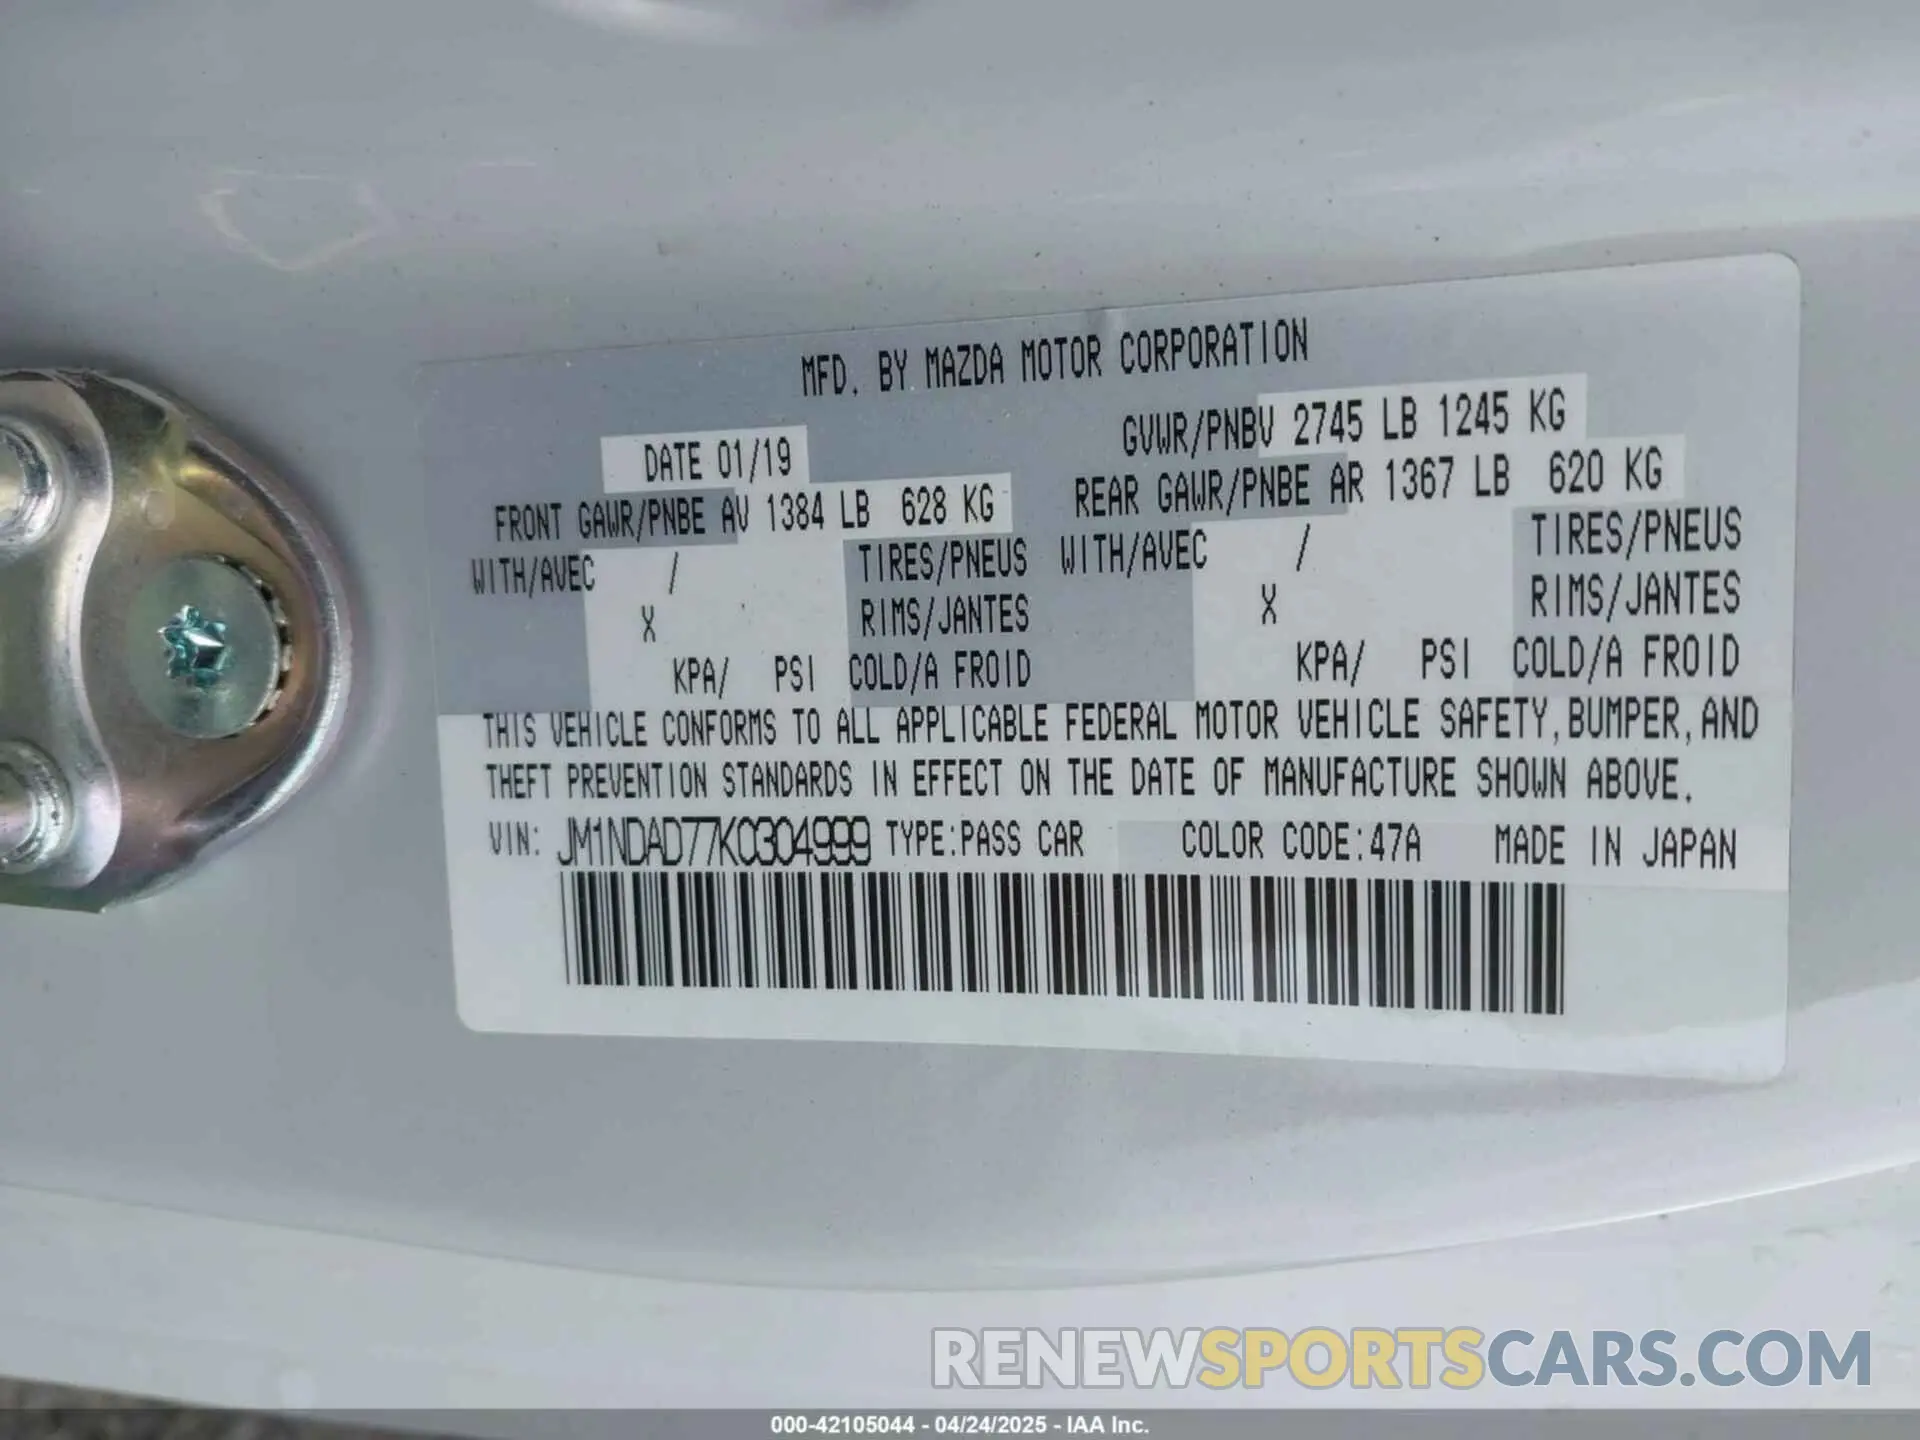 MFD. BY MAZDA MOTOR CORPORATION
DATE 01/19 GVWR/PNBV 2745 LB 1245 KG
FRONT GAWR/PNBE AV 1384 LB 628 KG REAR GAWR/PNBE AR 1367 LB 620 KG
WITH/AVEC / TIRES/PNEUS WITH/AVEC / TIRES/PNEUS
X RIMS/JANTES X RIMS/JANTES
KPA/ PSI COLD/A FROID KPA/ PSI COLD/A FROID
THIS VEHICLE CONFORMS TO ALL APPLICABLE FEDERAL MOTOR VEHICLE SAFETY, BUMPER, AND
THEFT PREVENTION STANDARDS IN EFFECT ON THE DATE OF MANUFACTURE SHOWN ABOVE.
VIN: JM1NDAD77K0304999 TYPE:PASS CAR COLOR CODE:47A MADE IN JAPAN
RENEWSPORTSCARS.COM
000-42105044 - 04/24/2025 - IAA Inc.